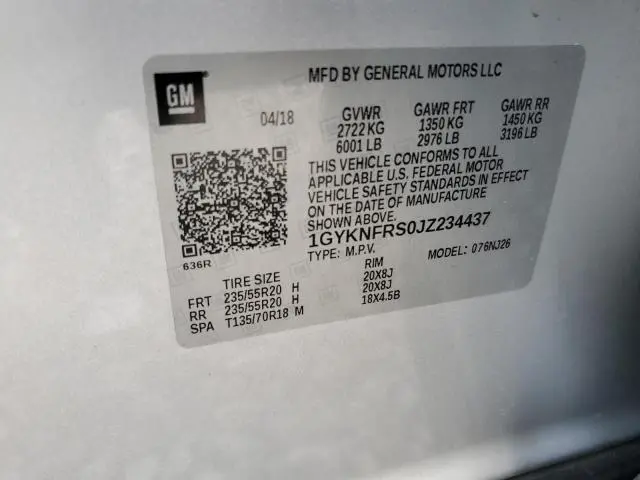 GM
MFD BY GENERAL MOTORS LLC
04/18 GVWR GAWR FRT GAWR RR
2722 KG 1350 KG 1450 KG
6001 LB 2976 LB 3196 LB
THIS VEHICLE CONFORMS TO ALL
APPLICABLE U.S. FEDERAL MOTOR
VEHICLE SAFETY STANDARDS IN EFFECT
ON THE DATE OF MANUFACTURE
SHOWN ABOVE.
1GYKNFRS0JZ234437
636R
TYPE: M.P.V. MODEL: 076NJ26
TIRE SIZE RIM
FRT 235/55R20 H 20X8J
RR 235/55R20 H 20X8J
SPA T135/70R18 M 18X4.5B